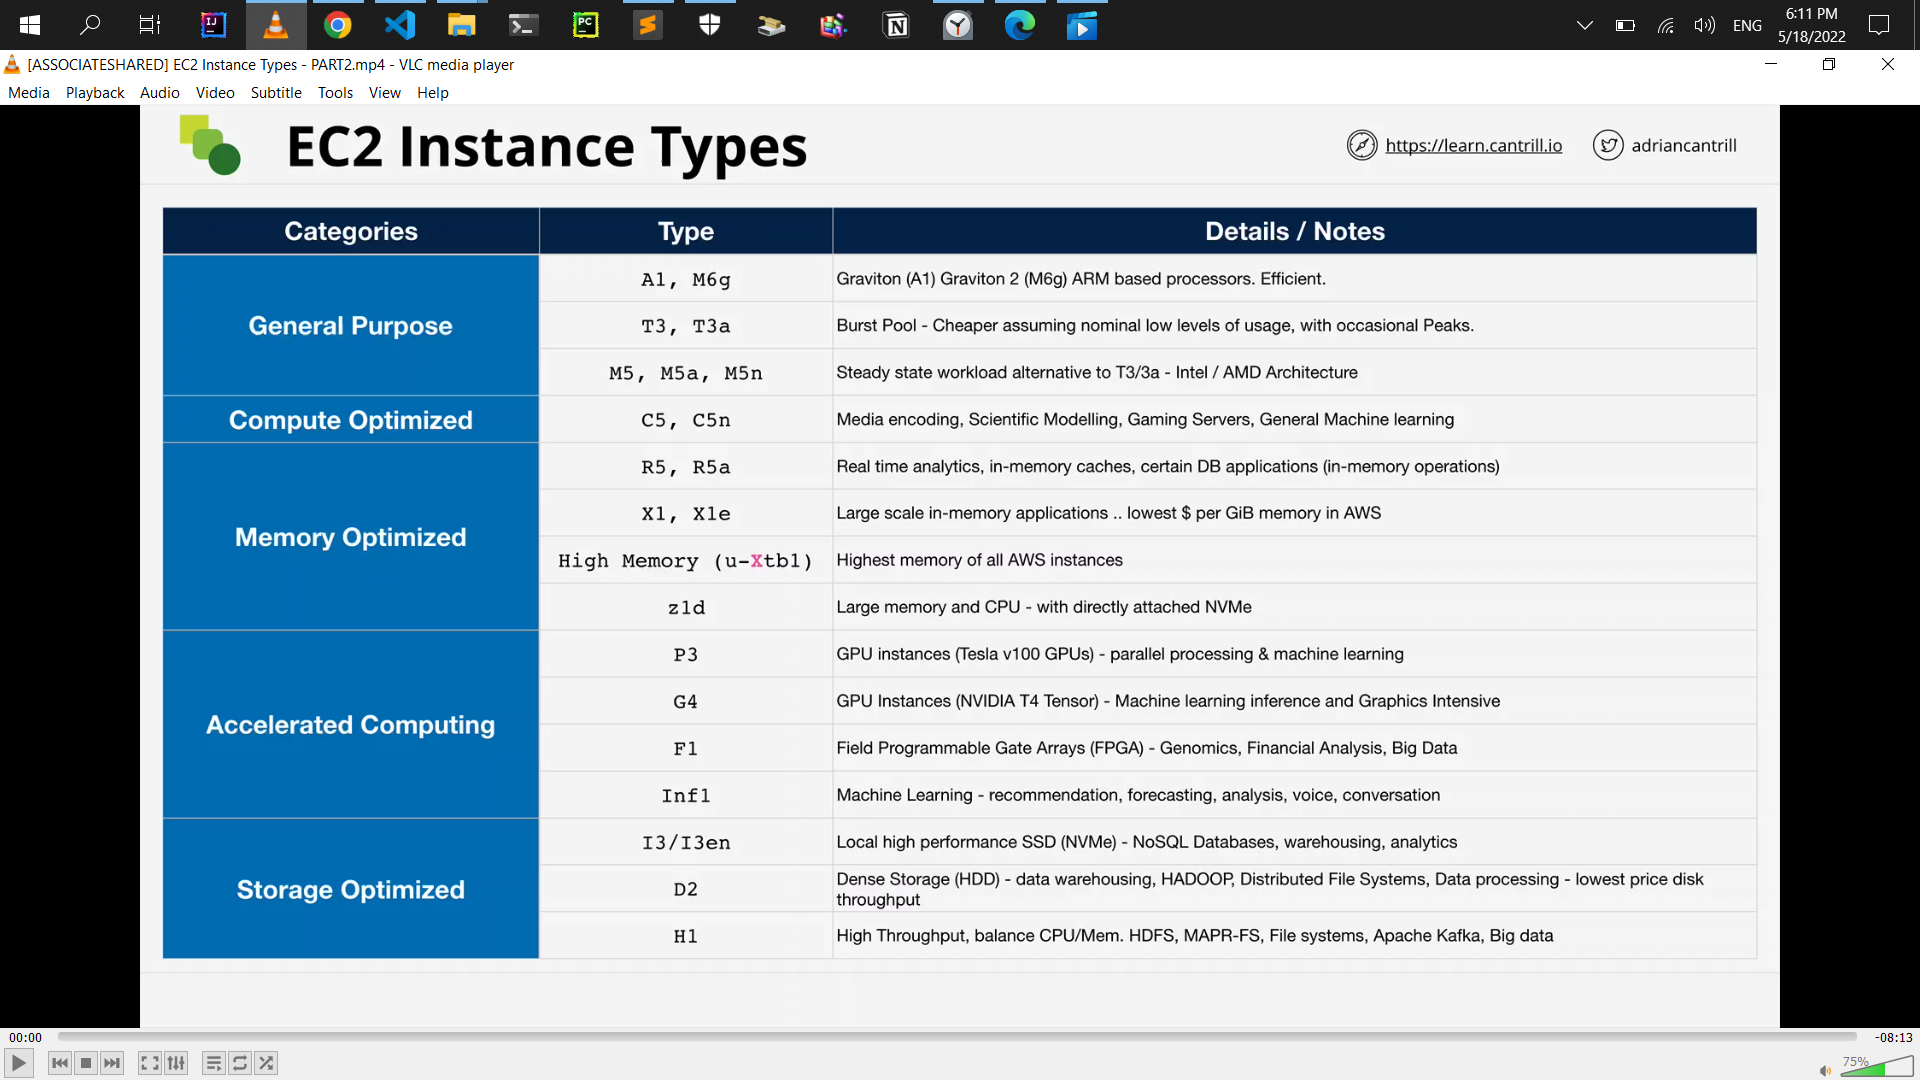 IJ
PC
N
ENG
6:11 PM
5/18/2022
[ASSOCIATESHARED] EC2 Instance Types - PART2.mp4 - VLC media player
Media Playback Audio Video Subtitle Tools View Help
EC2 Instance Types
https://learn.cantrill.io adriancantrill
Categories Type Details / Notes
General Purpose
A1, M6g Graviton (A1) Graviton 2 (M6g) ARM based processors. Efficient.
T3, T3a Burst Pool - Cheaper assuming nominal low levels of usage, with occasional Peaks.
M5, M5a, M5n Steady state workload alternative to T3/3a - Intel / AMD Architecture
Compute Optimized C5, C5n Media encoding, Scientific Modelling, Gaming Servers, General Machine learning
Memory Optimized
R5, R5a Real time analytics, in-memory caches, certain DB applications (in-memory operations)
X1, X1e Large scale in-memory applications .. lowest $ per GiB memory in AWS
High Memory (u-Xtb1) Highest memory of all AWS instances
z1d Large memory and CPU - with directly attached NVMe
Accelerated Computing
P3 GPU instances (Tesla v100 GPUs) - parallel processing & machine learning
G4 GPU Instances (NVIDIA T4 Tensor) - Machine learning inference and Graphics Intensive
F1 Field Programmable Gate Arrays (FPGA) - Genomics, Financial Analysis, Big Data
Inf1 Machine Learning - recommendation, forecasting, analysis, voice, conversation
Storage Optimized
I3/I3en Local high performance SSD (NVMe) - NoSQL Databases, warehousing, analytics
D2 Dense Storage (HDD) - data warehousing, HADOOP, Distributed File Systems, Data processing - lowest price disk
throughput
H1 High Throughput, balance CPU/Mem. HDFS, MAPR-FS, File systems, Apache Kafka, Big data
00:00 -08:13
75%